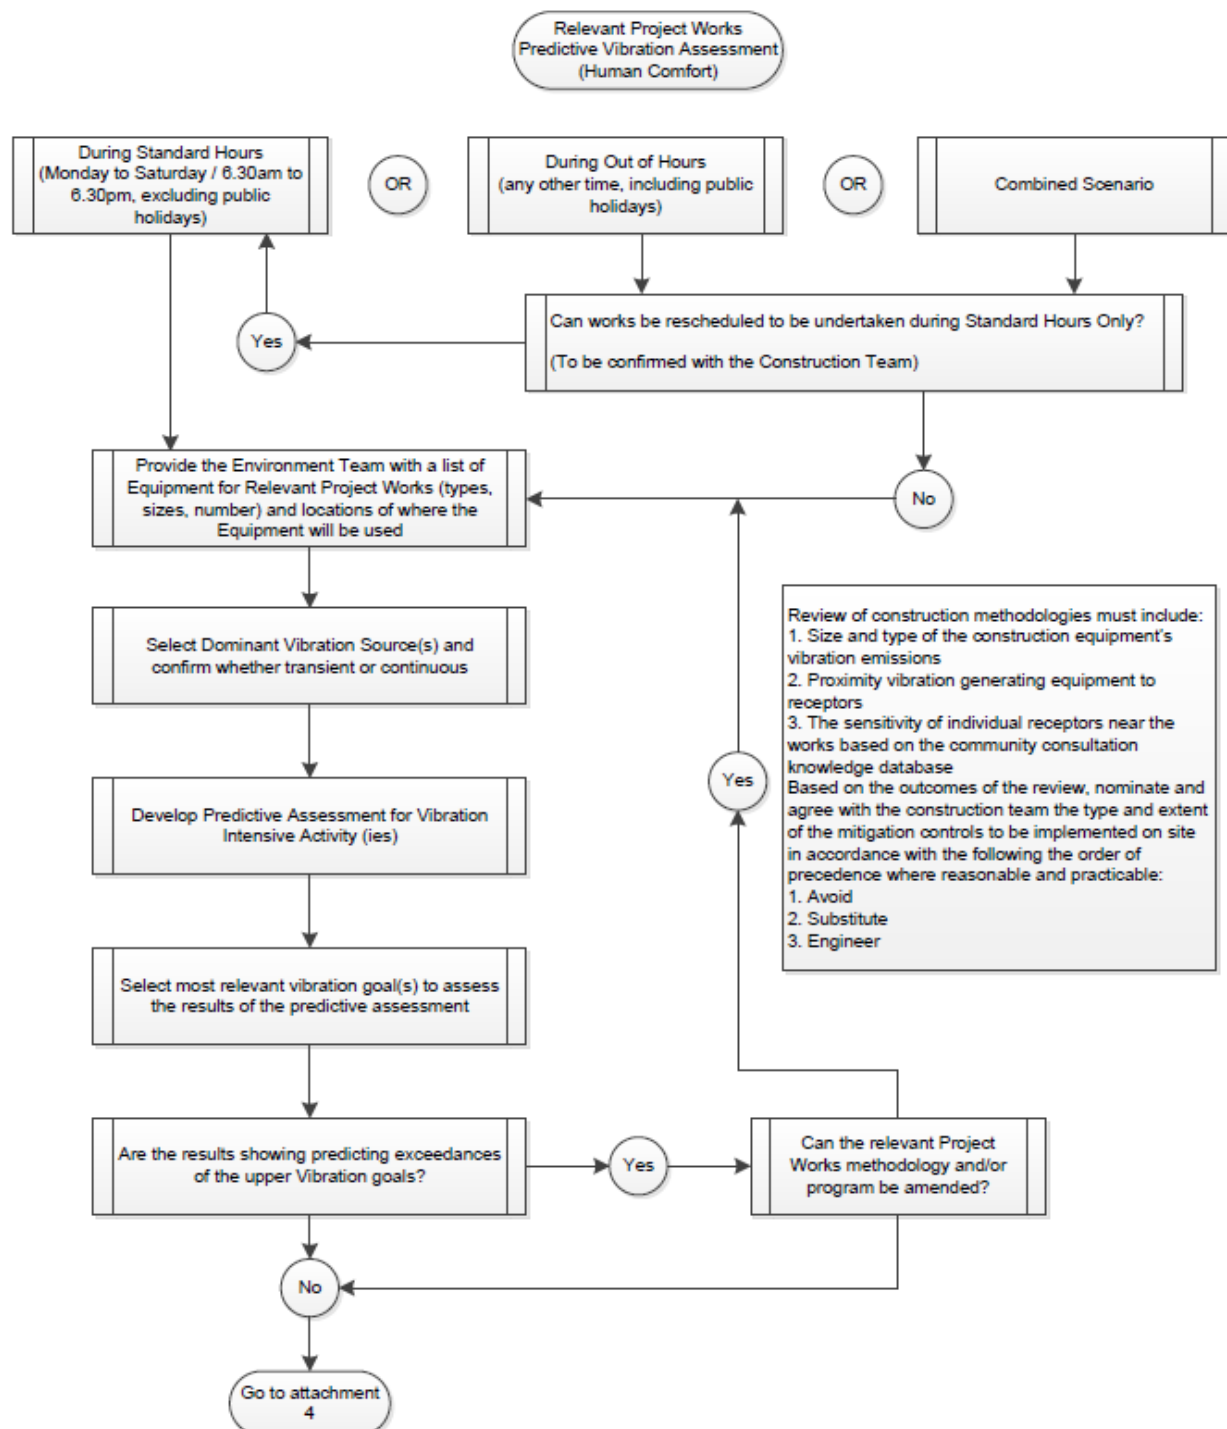 Relevant Project Works
Predictive Vibration Assessment
(Human Comfort)
During Standard Hours
(Monday to Saturday / 6.30am to
6.30pm, excluding public
holidays)
OR
During Out of Hours
(any other time, including public
holidays)
OR
Combined Scenario
Can works be rescheduled to be undertaken during Standard Hours Only?
(To be confirmed with the Construction Team)
Yes
No
Provide the Environment Team with a list of
Equipment for Relevant Project Works (types,
sizes, number) and locations of where the
Equipment will be used
Select Dominant Vibration Source(s) and
confirm whether transient or continuous
Develop Predictive Assessment for Vibration
Intensive Activity (ies)
Select most relevant vibration goal(s) to assess
the results of the predictive assessment
Are the results showing predicting exceedances
of the upper Vibration goals?
Yes
Can the relevant Project
Works methodology and/or
program be amended?
Yes
Review of construction methodologies must include:
1. Size and type of the construction equipment's
vibration emissions
2. Proximity vibration generating equipment to
receptors
3. The sensitivity of individual receptors near the
works based on the community consultation
knowledge database
Based on the outcomes of the review, nominate and
agree with the construction team the type and extent
of the mitigation controls to be implemented on site
in accordance with the following the order of
precedence where reasonable and practicable:
1. Avoid
2. Substitute
3. Engineer
No
Go to attachment
4